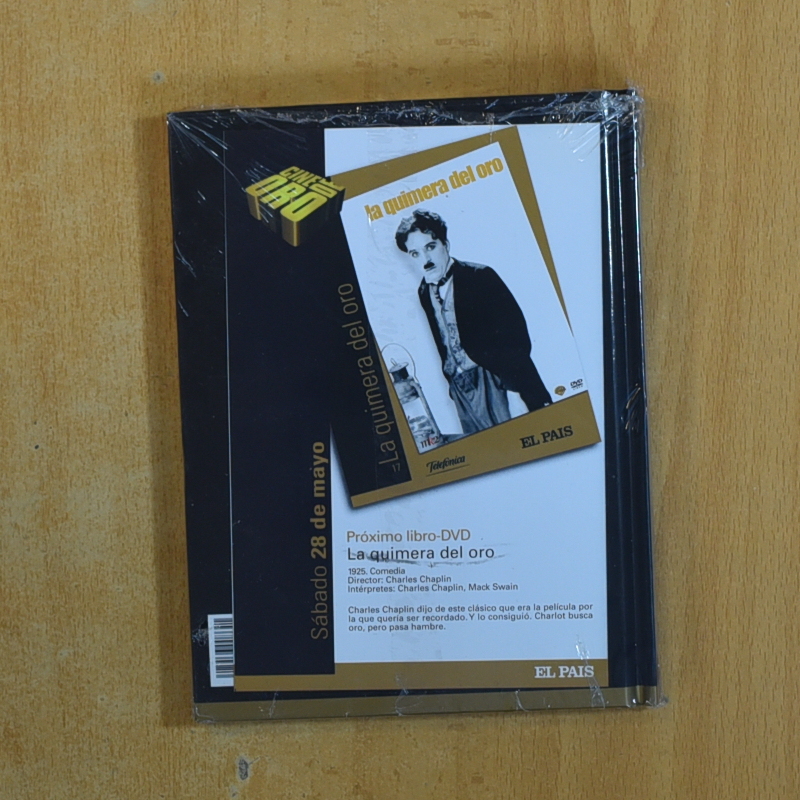 CINE DE
ORO
la quimera del oro
La quimera del oro
DVD
Telefónica
EL PAIS
Sábado 28 de mayo
Próximo libro-DVD
La quimera del oro
1925. Comedia
Director: Charles Chaplin
Intérpretes: Charles Chaplin, Mack Swain
Charles Chaplin dijo de este clásico que era la película por
la que quería ser recordado. Y lo consiguió. Charlot busca
oro, pero pasa hambre.
EL PAIS